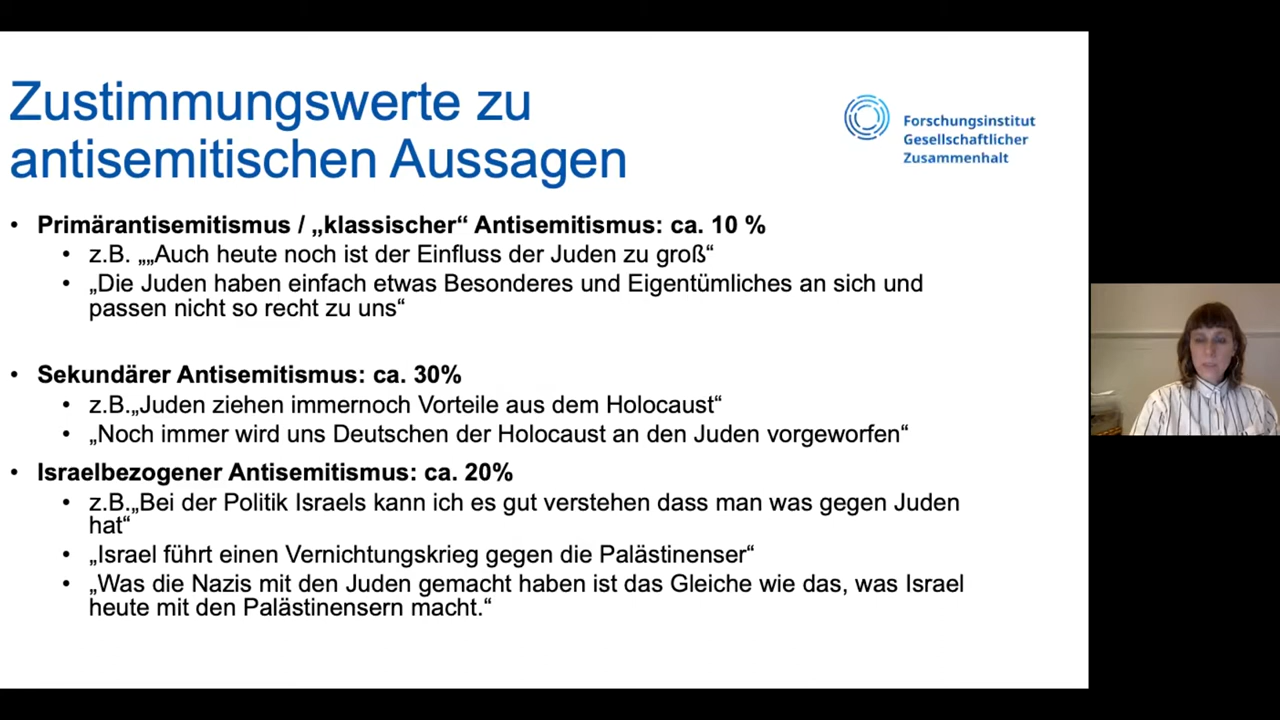 Zustimmungswerte zu
antisemitischen Aussagen
Forschungsinstitut
Gesellschaftlicher
Zusammenhalt
• Primärantisemitismus / „klassischer“ Antisemitismus: ca. 10 %
• z.B. „„Auch heute noch ist der Einfluss der Juden zu groß“
• „Die Juden haben einfach etwas Besonderes und Eigentümliches an sich und
passen nicht so recht zu uns“
• Sekundärer Antisemitismus: ca. 30%
• z.B.„Juden ziehen immernoch Vorteile aus dem Holocaust“
• „Noch immer wird uns Deutschen der Holocaust an den Juden vorgeworfen“
• Israelbezogener Antisemitismus: ca. 20%
• z.B.„Bei der Politik Israels kann ich es gut verstehen dass man was gegen Juden
hat“
• „Israel führt einen Vernichtungskrieg gegen die Palästinenser“
• „Was die Nazis mit den Juden gemacht haben ist das Gleiche wie das, was Israel
heute mit den Palästinensern macht.“